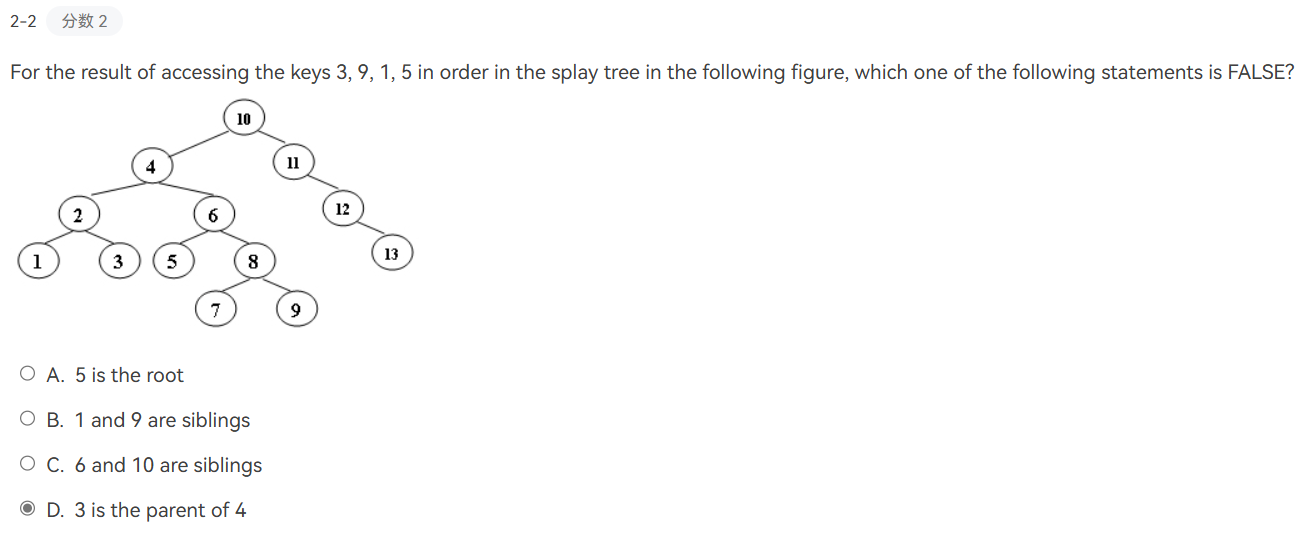 2-2 分数 2
For the result of accessing the keys 3, 9, 1, 5 in order in the splay tree in the following figure, which one of the following statements is FALSE?
10
4 11
2 6 12
1 3 5 8 13
7 9
A. 5 is the root
B. 1 and 9 are siblings
C. 6 and 10 are siblings
D. 3 is the parent of 4